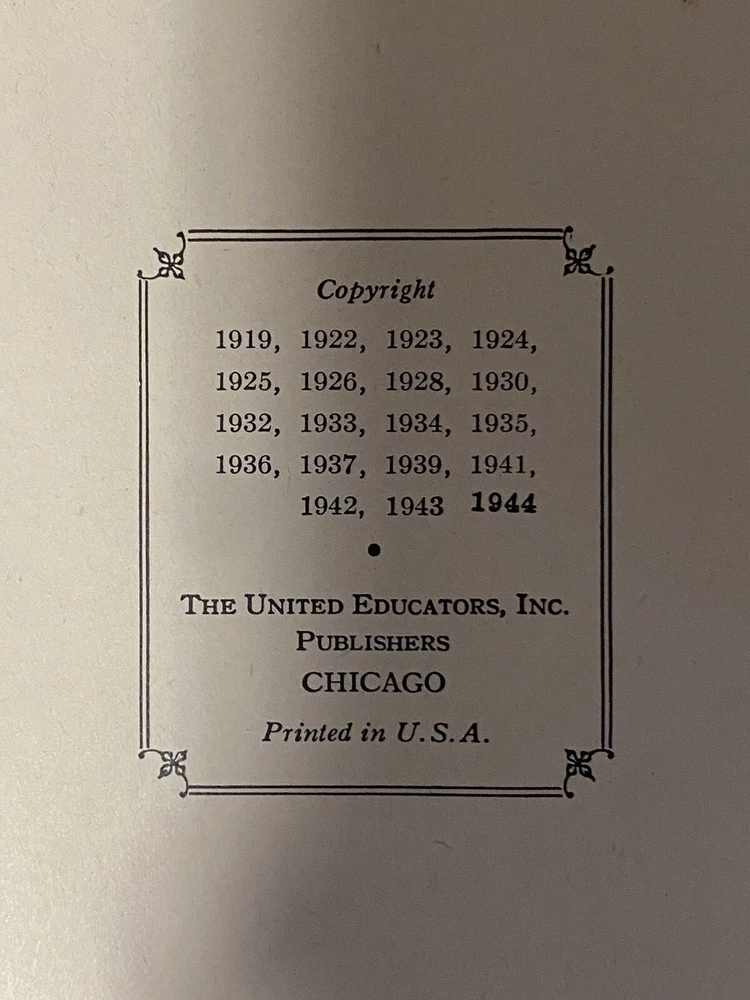 Copyright
1919, 1922, 1923, 1924,
1925, 1926, 1928, 1930,
1932, 1933, 1934, 1935,
1936, 1937, 1939, 1941,
1942, 1943 1944
The United Educators, Inc.
Publishers
CHICAGO
Printed in U.S.A.